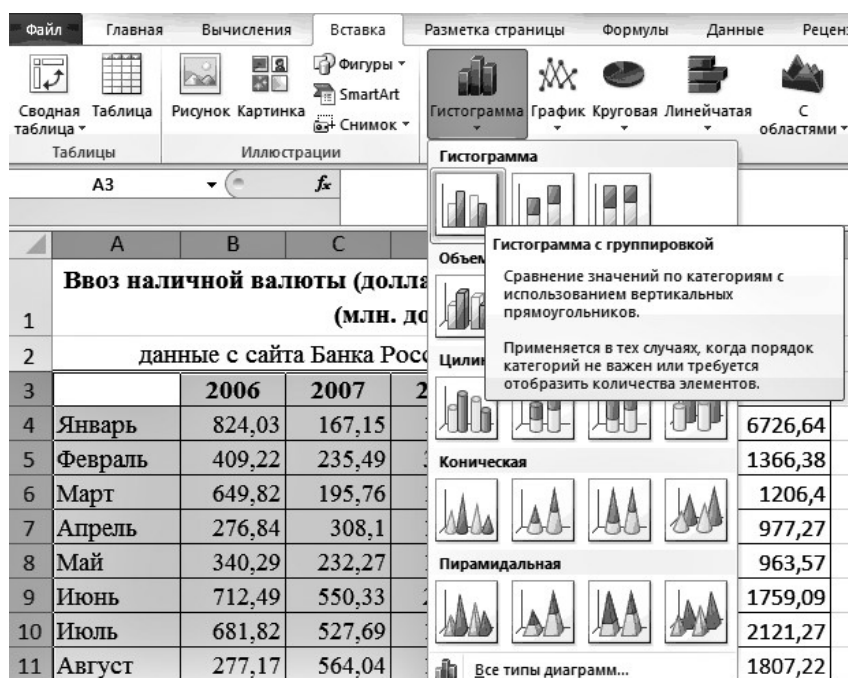 Файл Главная Вычисления Вставка Разметка страницы Формулы Данные Рецен
Сводная таблица Таблица Рисунок Картинка Фигуры SmartArt Снимок Гистограмма График Круговая Линейчатая С областями
Таблицы Иллюстрации
Гистограмма
A3 fx
Гистограмма с группировкой
Сравнение значений по категориям с
использованием вертикальных
прямоугольников.
Применяется в тех случаях, когда порядок
категорий не важен или требуется
отобразить количества элементов.
Объем
Цилин
Коническая
Пирамидальная
Все типы диаграмм...
A B C
1 Ввоз наличной валюты (долла
(млн. до
2 данные с сайта Банка Росс
3 2006 2007 2
4 Январь 824,03 167,15 6726,64
5 Февраль 409,22 235,49 1366,38
6 Март 649,82 195,76 1206,4
7 Апрель 276,84 308,1 977,27
8 Май 340,29 232,27 963,57
9 Июнь 712,49 550,33 1759,09
10 Июль 681,82 527,69 2121,27
11 Август 277,17 564,04 1807,22